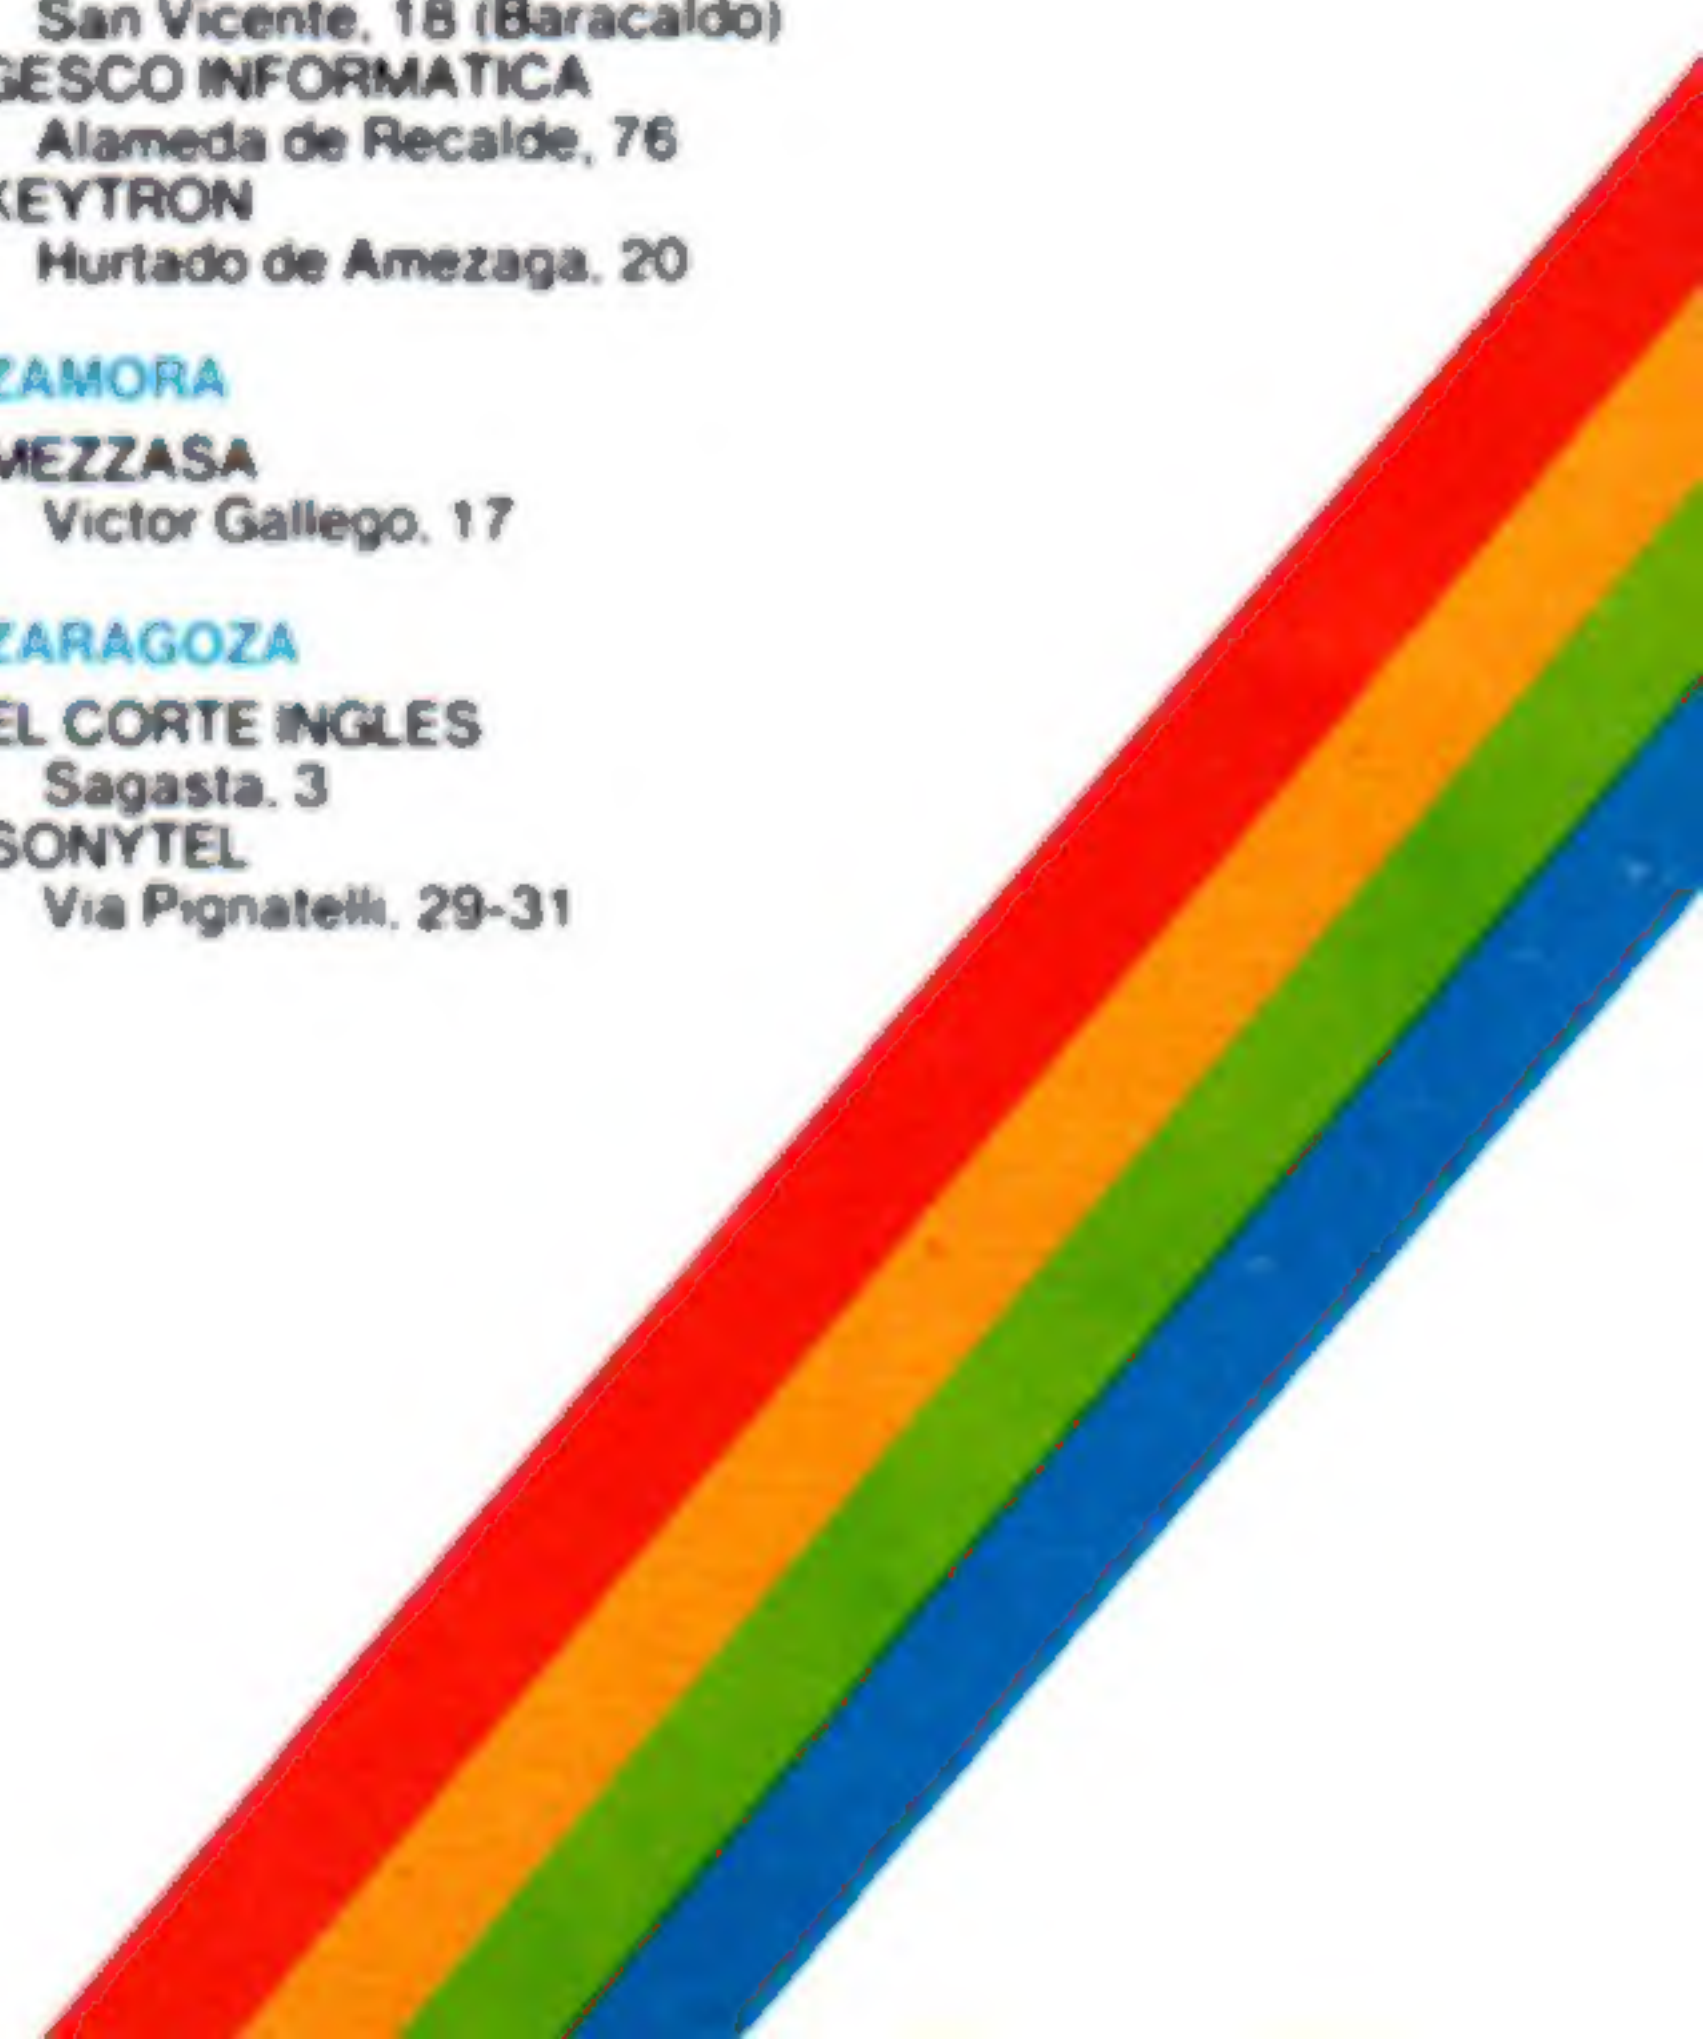 San Vicente, 18 (Baracaldo)
GESCO INFORMATICA
Alameda de Recalde, 76
KEYTRON
Hurtado de Amezaga, 20
ZAMORA
MEZZASA
Victor Gallego, 17
ZARAGOZA
EL CORTE INGLES
Sagasta, 3
SONYTEL
Via Pignatelli, 29-31